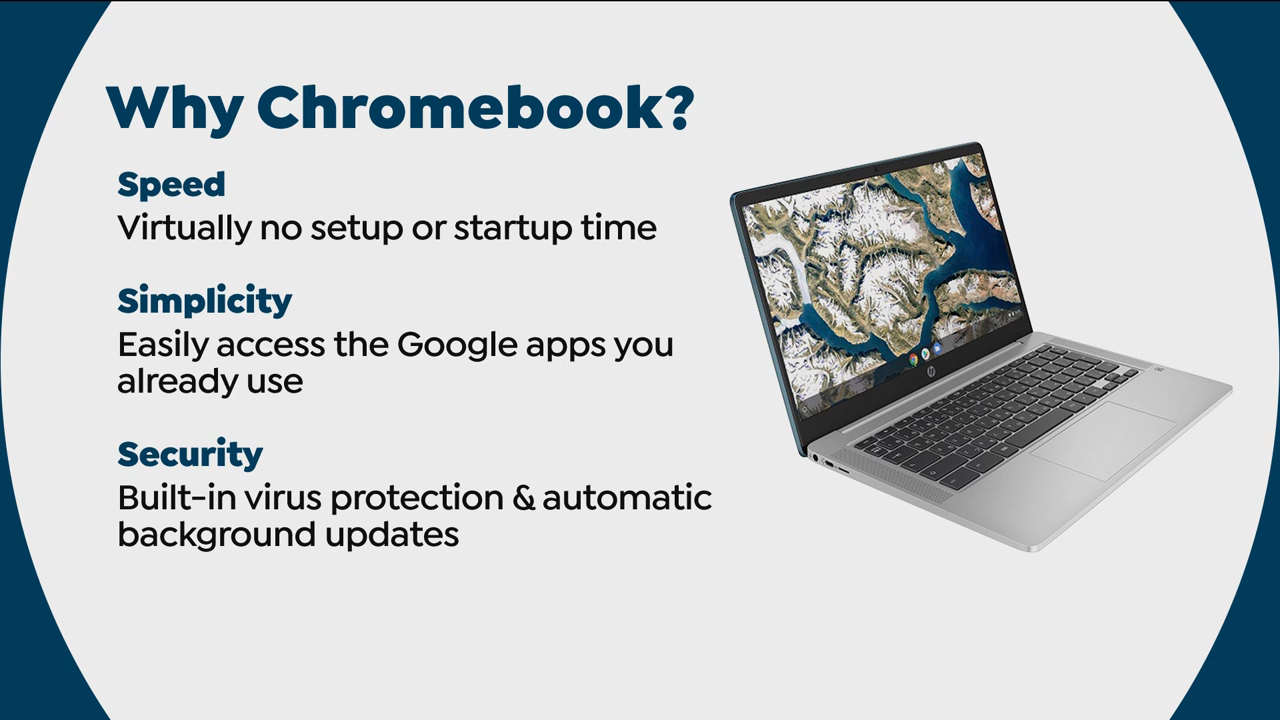 Why Chromebook?
Speed
Virtually no setup or startup time
Simplicity
Easily access the Google apps you
already use
Security
Built-in virus protection & automatic
background updates
hp